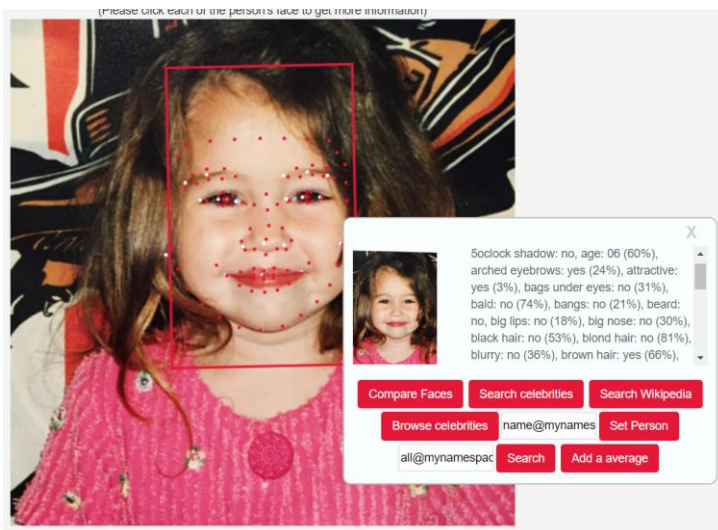 (Please click each of the person's face to get more information)
X
5oclock shadow: no, age: 06 (60%),
arched eyebrows: yes (24%), attractive:
yes (3%), bags under eyes: no (31%),
bald: no (74%), bangs: no (21%), beard:
no, big lips: no (18%), big nose: no (30%),
black hair: no (53%), blond hair: no (81%),
blurry: no (36%), brown hair: yes (66%),
Compare Faces Search celebrities Search Wikipedia
Browse celebrities name@mynames Set Person
all@mynamespac Search Add a average